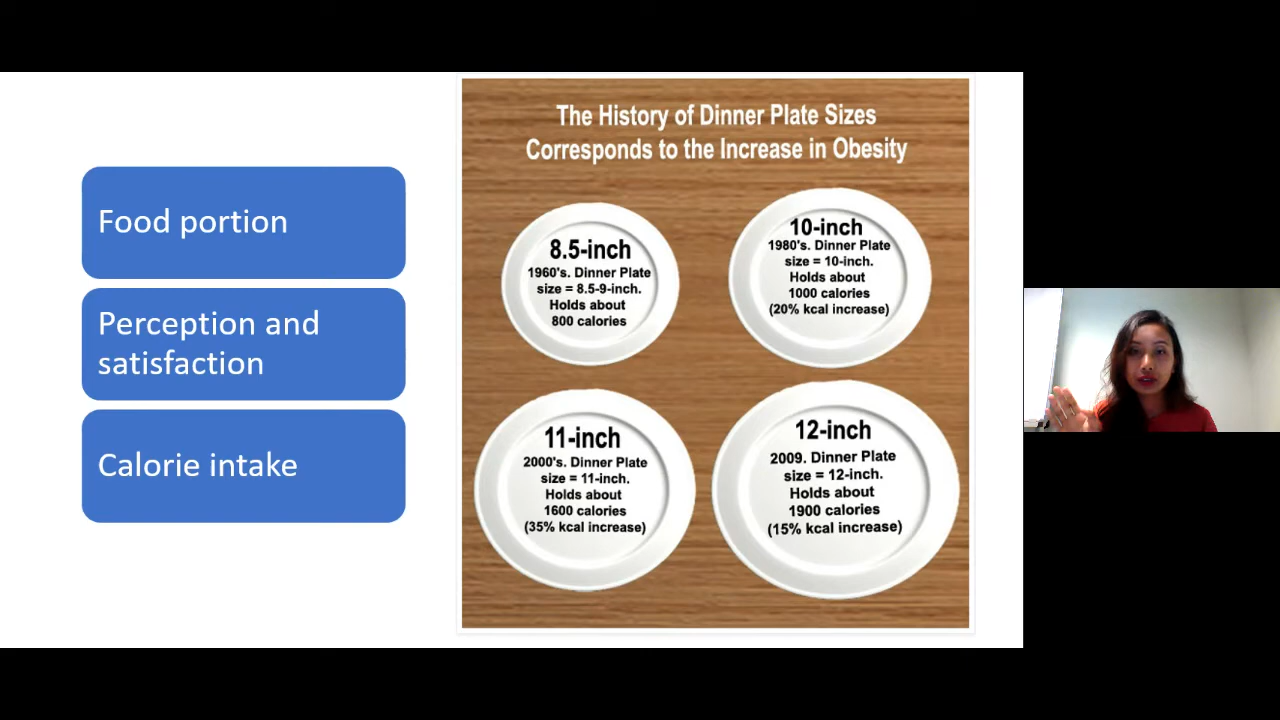 Food portion
Perception and
satisfaction
Calorie intake
The History of Dinner Plate Sizes
Corresponds to the Increase in Obesity
8.5-inch
1960's. Dinner Plate
size = 8.5-9-inch.
Holds about
800 calories
10-inch
1980's. Dinner Plate
size = 10-inch.
Holds about
1000 calories
(20% kcal increase)
11-inch
2000's. Dinner Plate
size = 11-inch.
Holds about
1600 calories
(35% kcal increase)
12-inch
2009. Dinner Plate
size = 12-inch.
Holds about
1900 calories
(15% kcal increase)